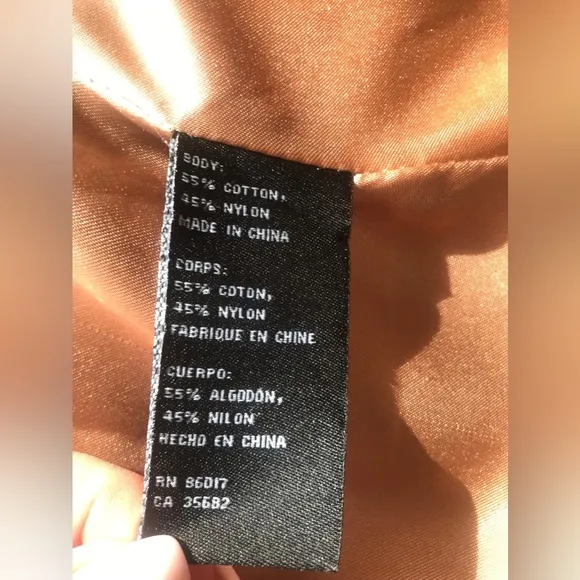 BODY:
55% COTTON,
45% NYLON
MADE IN CHINA
CORPS:
55% COTON,
45% NYLON
FABRIQUE EN CHINE
CUERPO:
55% ALGODÓN,
45% NILON
HECHO EN CHINA
RN 86017
CA 35682